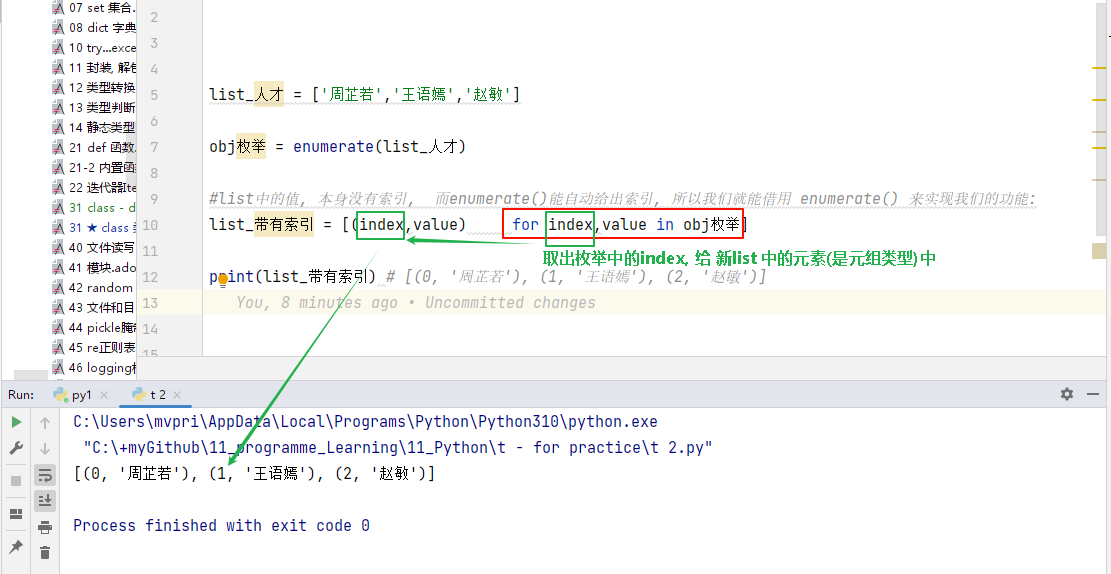 07 set 集合.
08 dict 字典
10 try...exce
11 封装, 解包
12 类型转换
13 类型判断
14 静态类型
21 def 函数.
21-2 内置函
22 迭代器Ite
31 class - d
31 ★ class
40 文件读写
41 模块.ado
42 random
43 文件和目
44 pickle腌
45 re正则表
46 logging
2
3
4
5 list_人才 = ['周芷若','王语嫣','赵敏']
6
7 obj枚举 = enumerate(list_人才)
8
9 #list中的值, 本身没有索引, 而enumerate()能自动给出索引, 所以我们就能借用 enumerate() 来实现我们的功能:
10 list_带有索引 = [(index,value) for index,value in obj枚举]
11 取出枚举中的index, 给 新list 中的元素(是元组类型)中
12 print(list_带有索引) # [(0, '周芷若'), (1, '王语嫣'), (2, '赵敏')]
13 You, 8 minutes ago • Uncommitted changes
14
15
Run: py1 × t 2 ×
C:\Users\mvpri\AppData\Local\Programs\Python\Python310\python.exe
"C:\+myGithub\11_programme_Learning\11_Python\t - for practice\t 2.py"
[(0, '周芷若'), (1, '王语嫣'), (2, '赵敏')]
Process finished with exit code 0